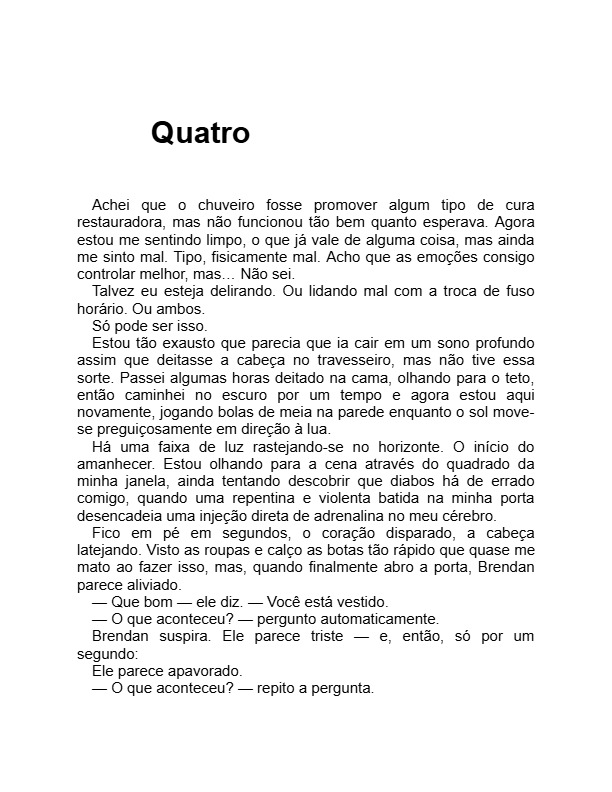 Quatro
Achei que o chuveiro fosse promover algum tipo de cura
restauradora, mas não funcionou tão bem quanto esperava. Agora
estou me sentindo limpo, o que já vale de alguma coisa, mas ainda
me sinto mal. Tipo, fisicamente mal. Acho que as emoções consigo
controlar melhor, mas… Não sei.
Talvez eu esteja delirando. Ou lidando mal com a troca de fuso
horário. Ou ambos.
Só pode ser isso.
Estou tão exausto que parecia que ia cair em um sono profundo
assim que deitasse a cabeça no travesseiro, mas não tive essa
sorte. Passei algumas horas deitado na cama, olhando para o teto,
então caminhei no escuro por um tempo e agora estou aqui
novamente, jogando bolas de meia na parede enquanto o sol move-
se preguiçosamente em direção à lua.
Há uma faixa de luz rastejando-se no horizonte. O início do
amanhecer. Estou olhando para a cena através do quadrado da
minha janela, ainda tentando descobrir que diabos há de errado
comigo, quando uma repentina e violenta batida na minha porta
desencadeia uma injeção direta de adrenalina no meu cérebro.
Fico em pé em segundos, o coração disparado, a cabeça
latejando. Visto as roupas e calço as botas tão rápido que quase me
mato ao fazer isso, mas, quando finalmente abro a porta, Brendan
parece aliviado.
— Que bom — ele diz. — Você está vestido.
— O que aconteceu? — pergunto automaticamente.
Brendan suspira. Ele parece triste — e, então, só por um
segundo:
Ele parece apavorado.
— O que aconteceu? — repito a pergunta.